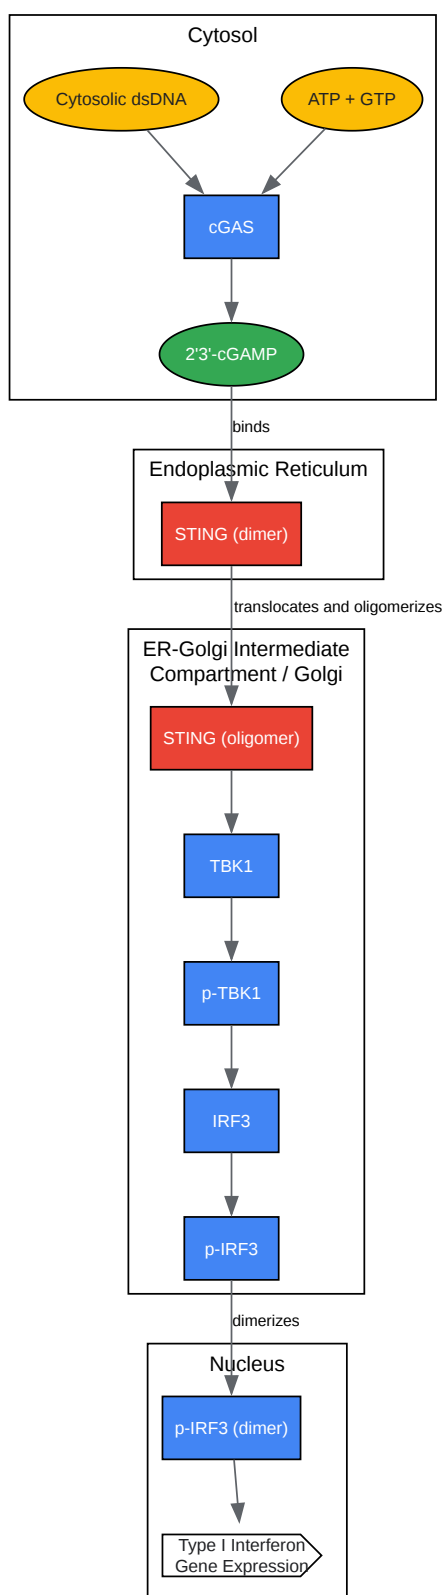 Cytosol
Cytosolic dsDNA
ATP + GTP
cGAS
2'3'-cGAMP
binds
Endoplasmic Reticulum
STING (dimer)
translocates and oligomerizes
ER-Golgi Intermediate
Compartment / Golgi
STING (oligomer)
TBK1
p-TBK1
IRF3
p-IRF3
dimerizes
Nucleus
p-IRF3 (dimer)
Type I Interferon
Gene Expression